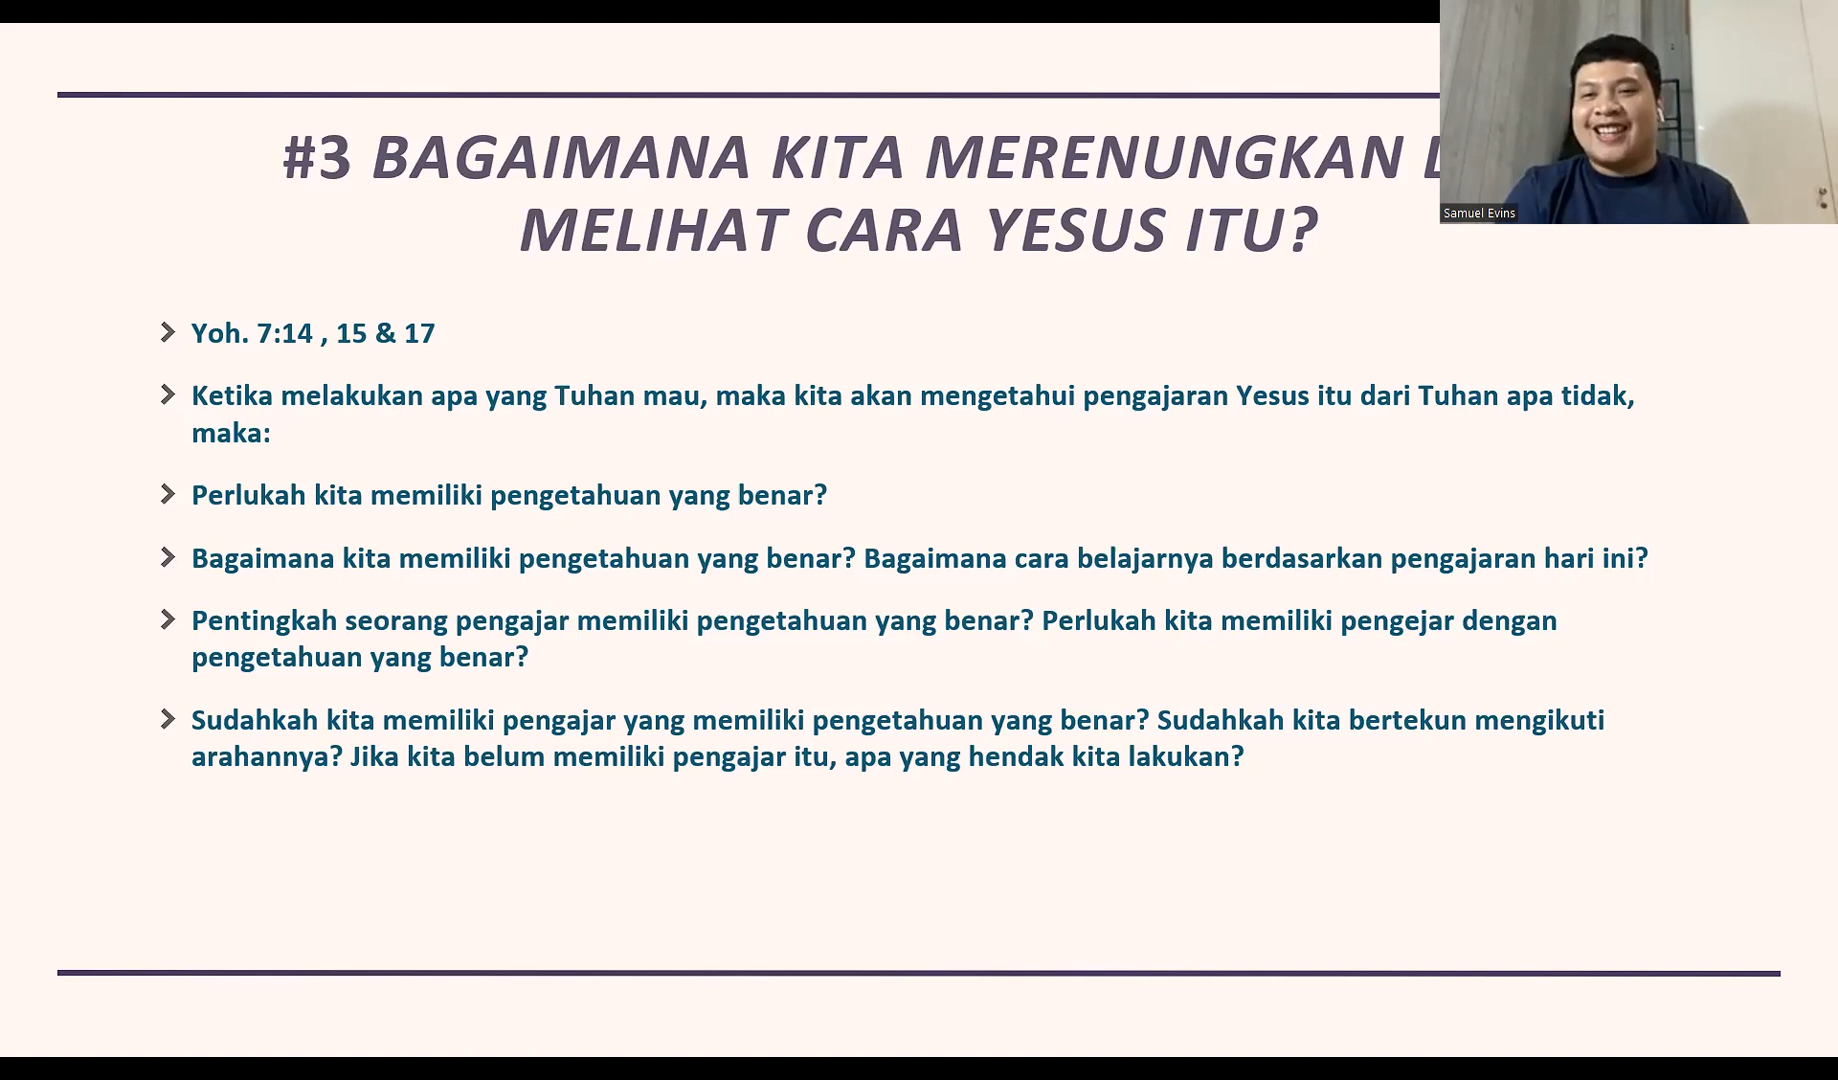 #3 BAGAIMANA KITA MERENUNGKAN
MELIHAT CARA YESUS ITU?
Samuel Evins
Yoh. 7:14 , 15 & 17
Ketika melakukan apa yang Tuhan mau, maka kita akan mengetahui pengajaran Yesus itu dari Tuhan apa tidak,
maka:
Perlukah kita memiliki pengetahuan yang benar?
Bagaimana kita memiliki pengetahuan yang benar? Bagaimana cara belajarnya berdasarkan pengajaran hari ini?
Pentingkah seorang pengajar memiliki pengetahuan yang benar? Perlukah kita memiliki pengejar dengan
pengetahuan yang benar?
Sudahkah kita memiliki pengajar yang memiliki pengetahuan yang benar? Sudahkah kita bertekun mengikuti
arahannya? Jika kita belum memiliki pengajar itu, apa yang hendak kita lakukan?